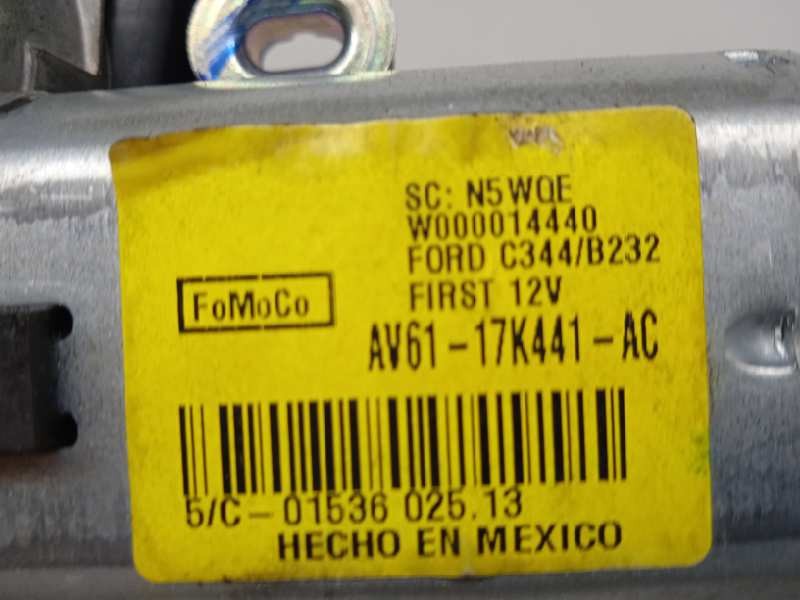 SC: N5WQE
W000014440
FORD C344/B232
FIRST 12V
FoMoCo
AV61-17K441-AC
5/C-01536 025.13
HECHO EN MEXICO